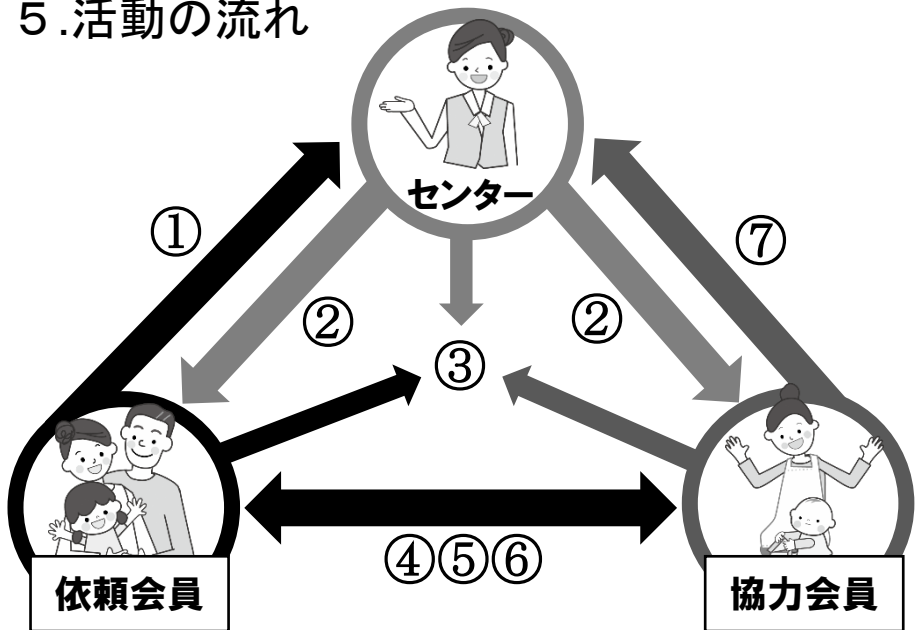 ５.活動の流れ
センター
①
⑦
②
②
③
④⑤⑥
依頼会員
協力会員